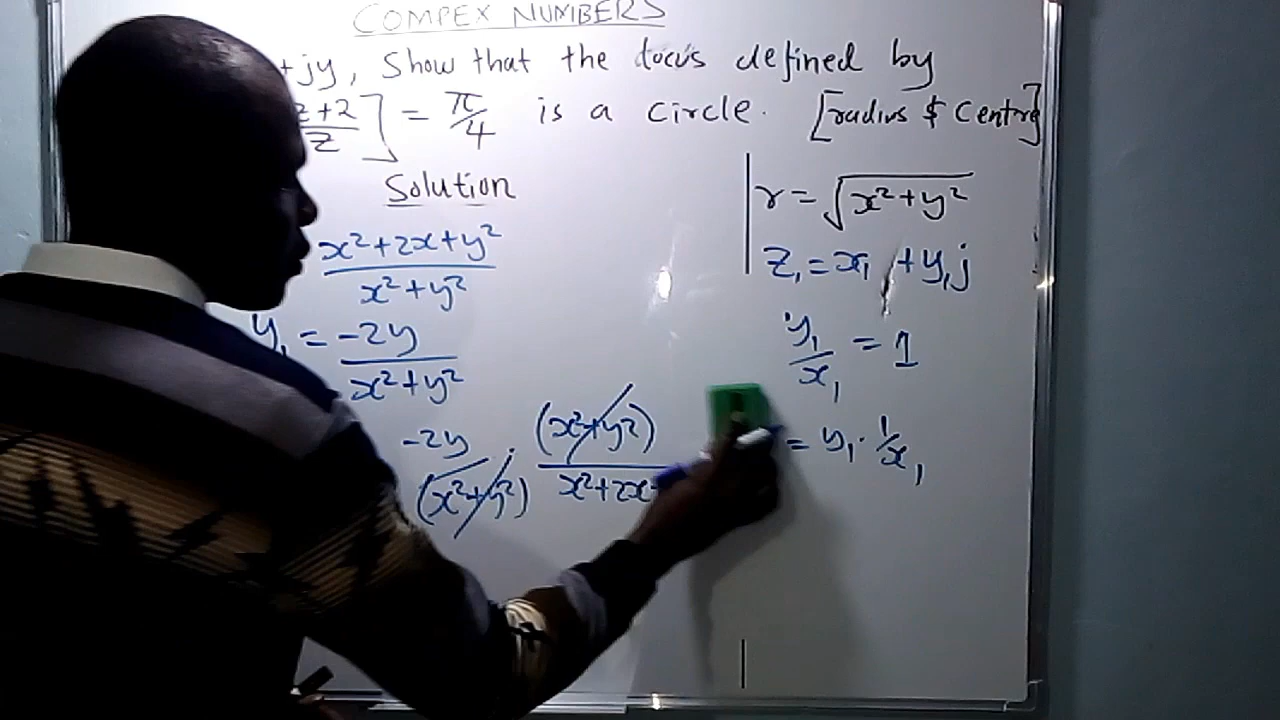 COMPEX NUMBERS
+jy, Show that the locus defined by
z+2/z] = π/4 is a circle. [radius & Centre]
Solution
x²+2x+y²/x²+y²
y₁ = -2y/x²+y²
-2y/(x²+y²) · (x²+y²)/x²+2x+
r = √x²+y²
z₁ = x₁ + y₁j
y₁/x₁ = 1
= y₁ · 1/x₁